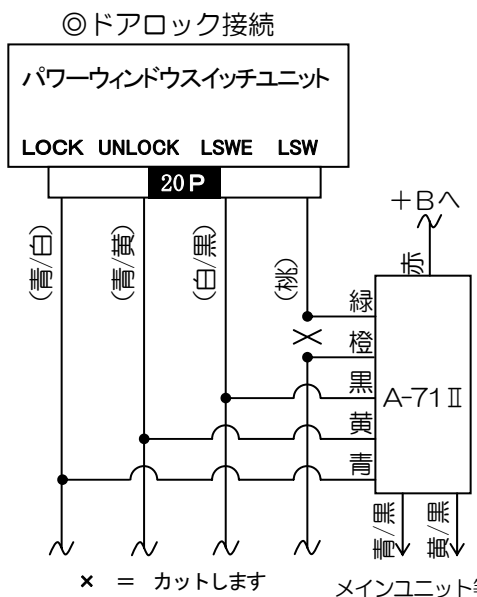 ◎ドアロック接続
パワーウィンドウスイッチユニット
LOCK UNLOCK LSWE LSW
20P
+Bへ
(青/白)
(青/黄)
(白/黒)
(桃)
赤
緑
橙
黒
黄
青
A-71Ⅱ
青/黒
黄/黒
× = カットします
メインユニット等